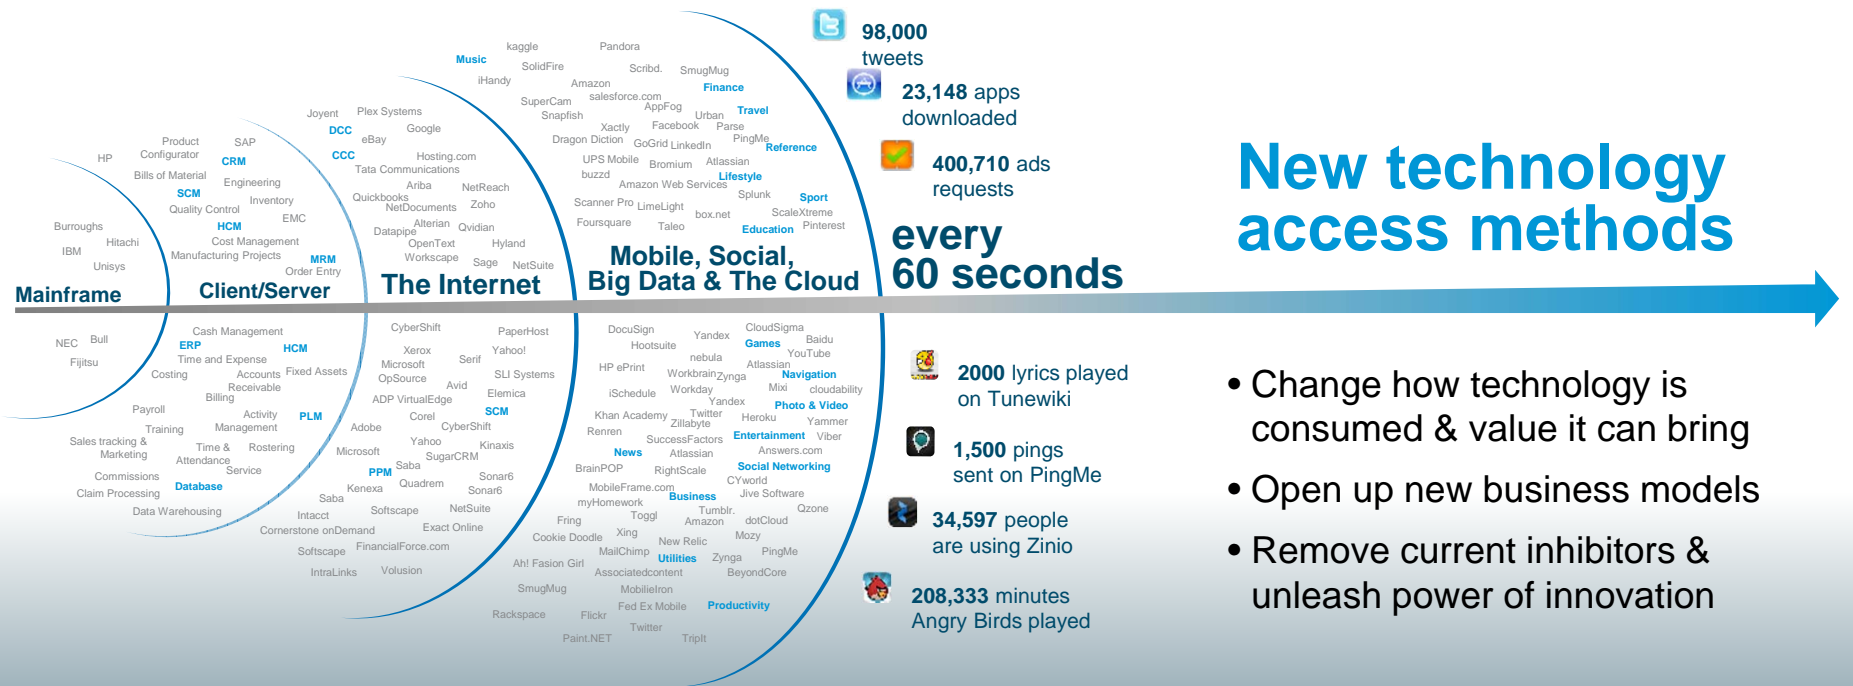 Mainframe
HP
Burroughs
Hitachi
IBM
Unisys
NEC
Bull
Fijitsu
Client/Server
Product
Configurator
SAP
CRM
Bills of Material
Engineering
SCM
Inventory
Quality Control
EMC
HCM
Cost Management
Manufacturing Projects
MRM
Order Entry
Cash Management
ERP
HCM
Time and Expense
Costing
Accounts
Receivable
Fixed Assets
Billing
Payroll
Activity
Management
PLM
Training
Sales tracking &
Marketing
Time &
Attendance
Rostering
Service
Commissions
Database
Claim Processing
Data Warehousing
The Internet
Joyent
Plex Systems
DCC
Google
eBay
CCC
Hosting.com
Tata Communications
Ariba
NetReach
Quickbooks
NetDocuments
Zoho
Alterian
Qvidian
Datapipe
OpenText
Hyland
Workscape
Sage
NetSuite
CyberShift
PaperHost
Xerox
Yahoo!
Microsoft
Serif
OpSource
SLI Systems
Avid
Elemica
ADP VirtualEdge
SCM
Corel
CyberShift
Adobe
Yahoo
Kinaxis
Microsoft
SugarCRM
Saba
PPM
Quadrem
Sonar6
Kenexa
Sonar6
Saba
Softscape
NetSuite
Intacct
Exact Online
Cornerstone onDemand
Softscape
FinancialForce.com
IntraLinks
Volusion
Mobile, Social,
Big Data & The Cloud
kaggle
Pandora
Music
SolidFire
Scribd.
SmugMug
iHandy
Amazon
Finance
SuperCam
salesforce.com
AppFog
Travel
Snapfish
Urban
Xactly
Facebook
Parse
Dragon Diction
GoGrid
LinkedIn
PingMe
Reference
UPS Mobile
Bromium
Atlassian
buzzd
Lifestyle
Amazon Web Services
Splunk
Sport
Scanner Pro
LimeLight
box.net
ScaleXtreme
Foursquare
Taleo
Education
Pinterest
DocuSign
Yandex
CloudSigma
Hootsuite
Games
Baidu
nebula
YouTube
HP ePrint
Atlassian
Workbrain
Zynga
Navigation
iSchedule
Workday
Mixi
cloudability
Yandex
Photo & Video
Khan Academy
Twitter
Heroku
Yammer
Zillabyte
Renren
SuccessFactors
Entertainment
Viber
News
Atlassian
Answers.com
BrainPOP
RightScale
Social Networking
CYworld
MobileFrame.com
Business
Jive Software
myHomework
Tumblr.
Qzone
Fring
Toggl
Amazon
dotCloud
Cookie Doodle
Xing
New Relic
Mozy
MailChimp
Utilities
Zynga
PingMe
Ah! Fasion Girl
Associatedcontent
BeyondCore
SmugMug
MobilieIron
Fed Ex Mobile
Productivity
Rackspace
Flickr
Twitter
Paint.NET
TripIt
98,000
tweets
23,148 apps
downloaded
400,710 ads
requests
every
60 seconds
2000 lyrics played
on Tunewiki
1,500 pings
sent on PingMe
34,597 people
are using Zinio
208,333 minutes
Angry Birds played
New technology
access methods
• Change how technology is
consumed & value it can bring
• Open up new business models
• Remove current inhibitors &
unleash power of innovation